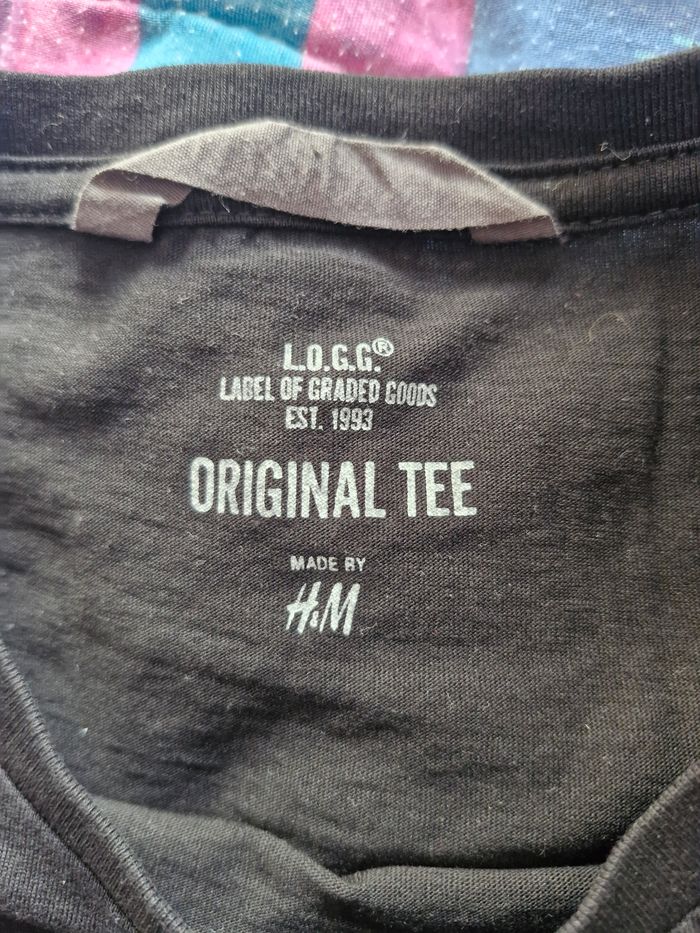 L.O.G.G.®
LABEL OF GRADED GOODS
EST. 1993
ORIGINAL TEE
MADE BY
H&M